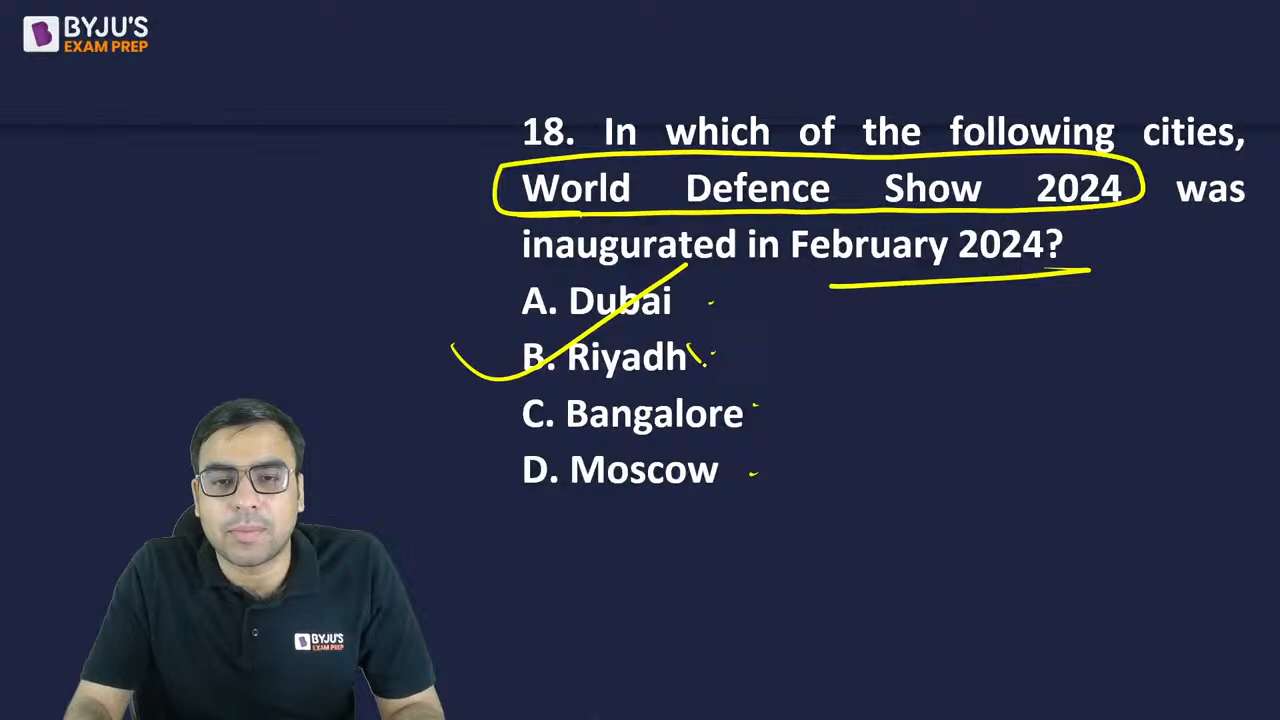 BYJU'S
EXAM PREP
18. In which of the following cities,
World Defence Show 2024 was
inaugurated in February 2024?
A. Dubai
B. Riyadh
C. Bangalore
D. Moscow
BYJU'S
EXAM PREP